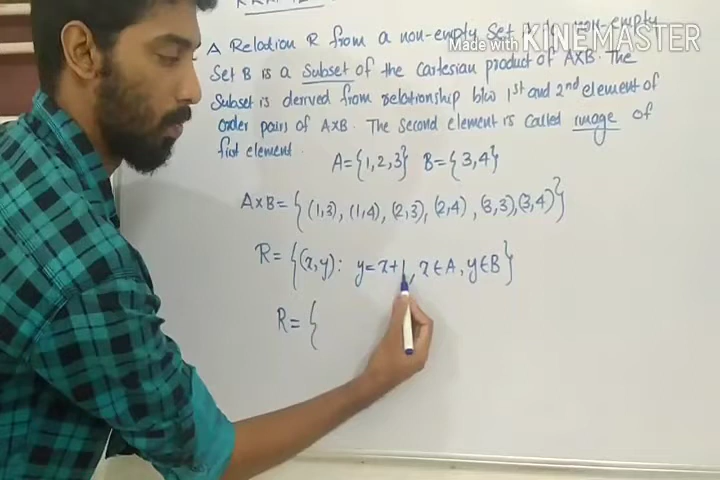 A Relation R from a non-empty Set to non-empty
Made with KINEMASTER
Set B is a Subset of the Cartesian product of A×B. The
Subset is derived from relationship b/w 1st and 2nd element of
order pairs of A×B. The second element is called image of
first element.
A={1,2,3} B={3,4}
A×B={(1,3), (1,4), (2,3), (2,4), (3,3), (3,4)}
R={(x,y): y=x+1, x∈A, y∈B}
R={